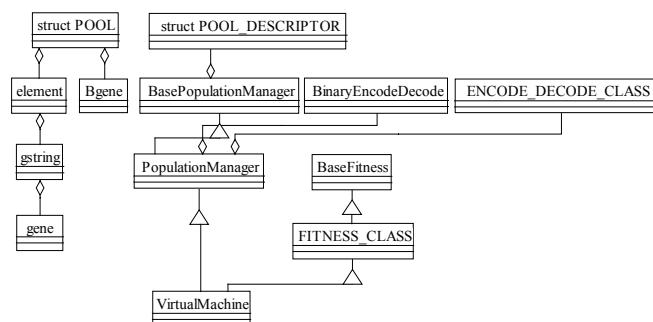 struct POOL
struct POOL_DESCRIPTOR
element
Bgene
BasePopulationManager
BinaryEncodeDecode
ENCODE_DECODE_CLASS
gstring
PopulationManager
BaseFitness
gene
FITNESS_CLASS
VirtualMachine